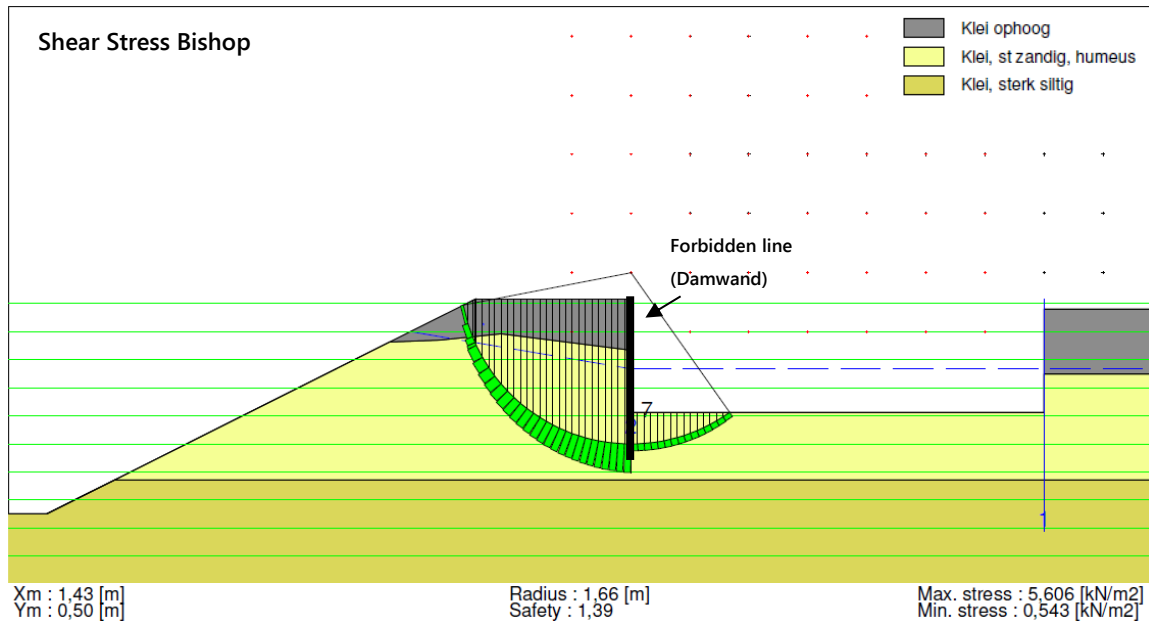 Shear Stress Bishop
Klei ophoog
Klei, st zandig, humeus
Klei, sterk siltig
Forbidden line
(Damwand)
7
1
Xm : 1,43 [m]
Ym : 0,50 [m]
Radius : 1,66 [m]
Safety : 1,39
Max. stress : 5,606 [kN/m2]
Min. stress : 0,543 [kN/m2]